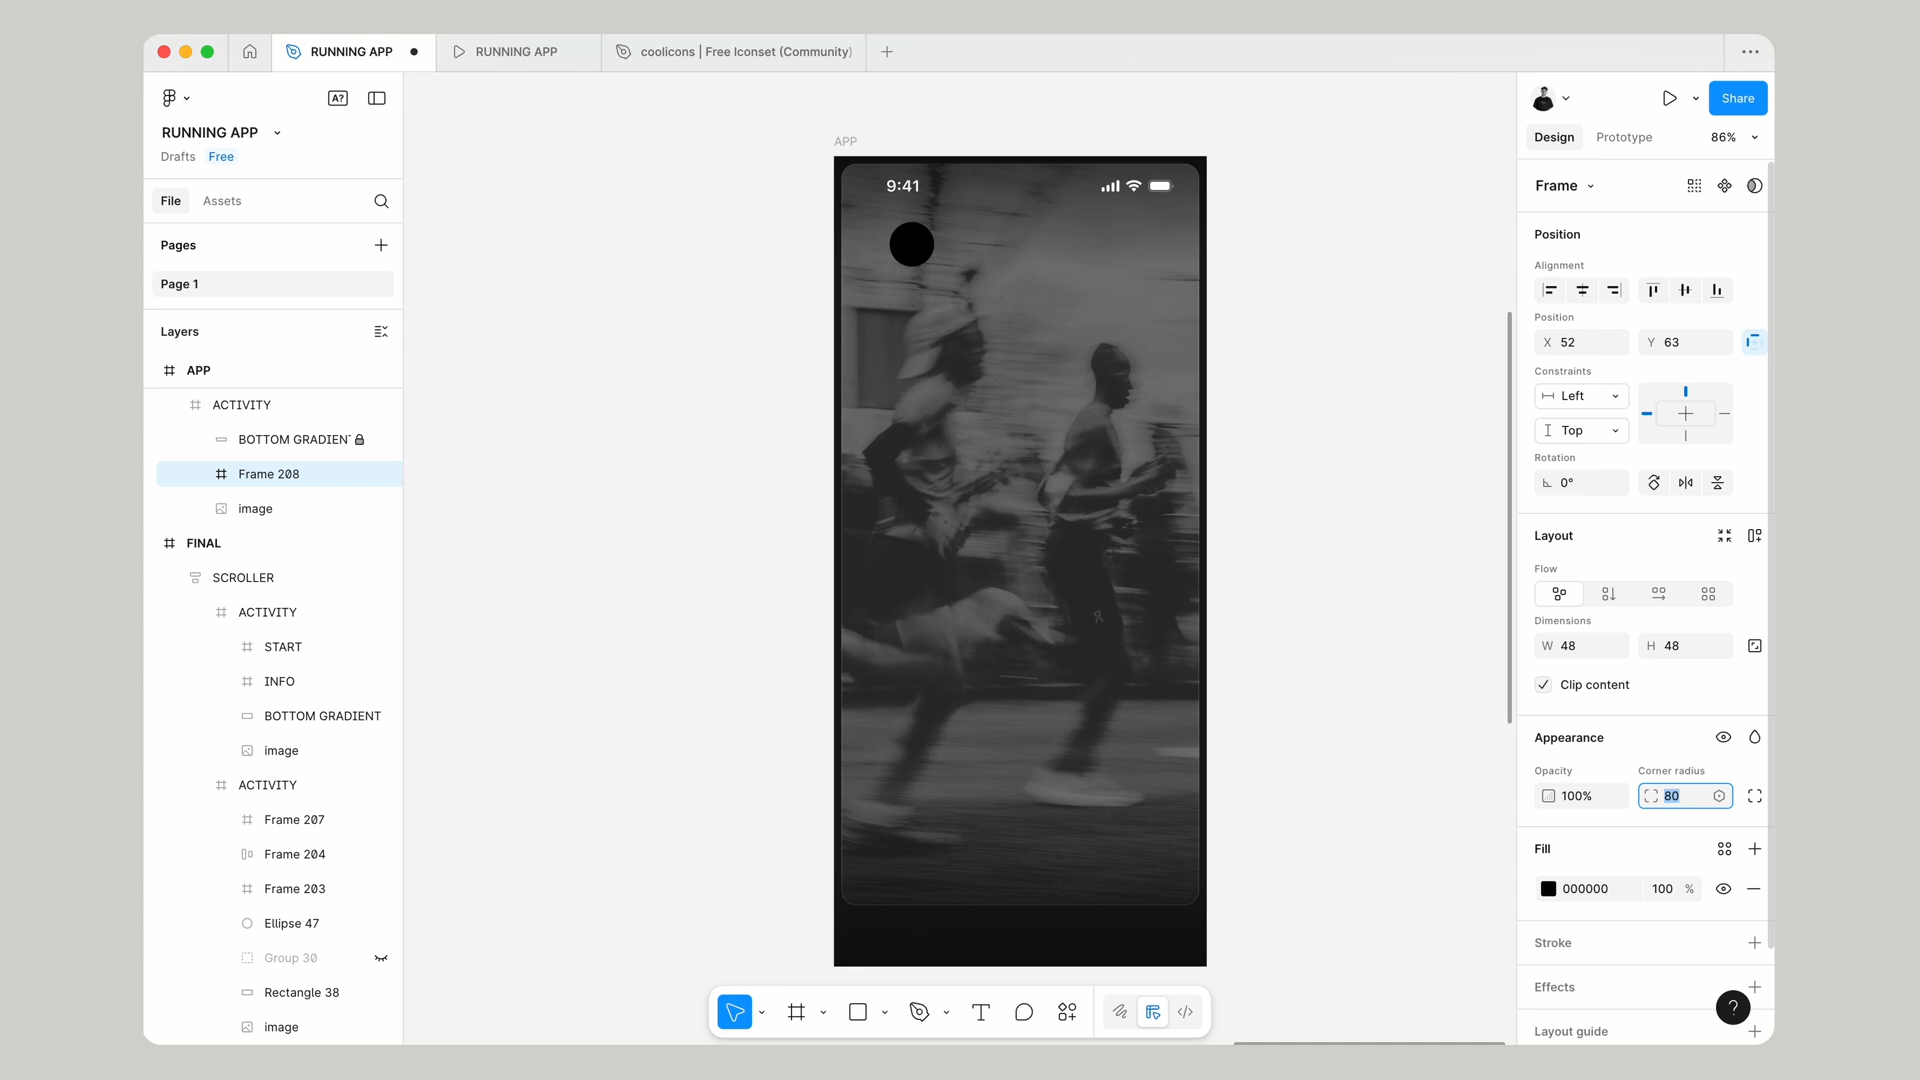 RUNNING APP
RUNNING APP
coolicons | Free Iconset (Community)
A?
RUNNING APP
Drafts Free
File Assets
Pages
Page 1
Layers
APP
ACTIVITY
BOTTOM GRADIENT
Frame 208
image
FINAL
SCROLLER
ACTIVITY
START
INFO
BOTTOM GRADIENT
image
ACTIVITY
Frame 207
Frame 204
Frame 203
Ellipse 47
Group 30
Rectangle 38
image
APP
9:41
Share
Design Prototype 86%
Frame
Position
Alignment
Position
X 52 Y 63
Constraints
Left
Top
Rotation
0°
Layout
Flow
Dimensions
W 48 H 48
Clip content
Appearance
Opacity Corner radius
100% 80
Fill
000000 100 %
Stroke
Effects
Layout guide
?